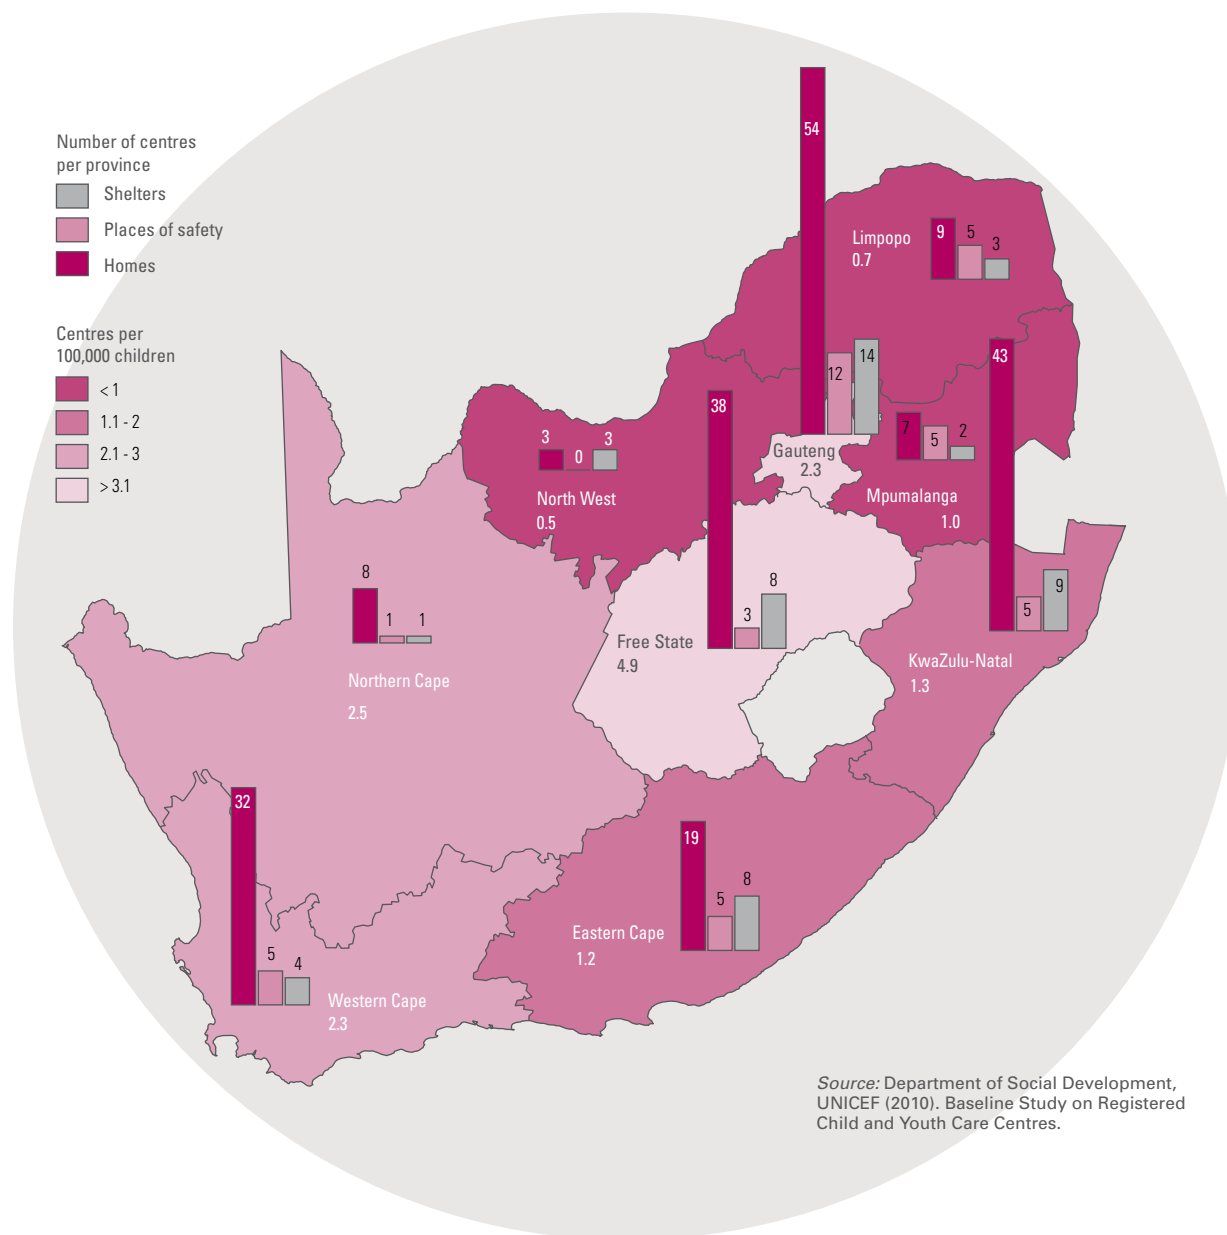 Number of centres
per province
Shelters
Places of safety
Homes
Centres per
100,000 children
< 1
1.1 - 2
2.1 - 3
> 3.1
54
12
14
Gauteng
2.3
Limpopo
0.7
9
5
3
43
5
9
KwaZulu-Natal
1.3
38
3
8
Free State
4.9
7
5
2
Mpumalanga
1.0
3
0
3
North West
0.5
8
1
1
Northern Cape
2.5
32
5
4
Western Cape
2.3
19
5
8
Eastern Cape
1.2
Source: Department of Social Development,
UNICEF (2010). Baseline Study on Registered
Child and Youth Care Centres.